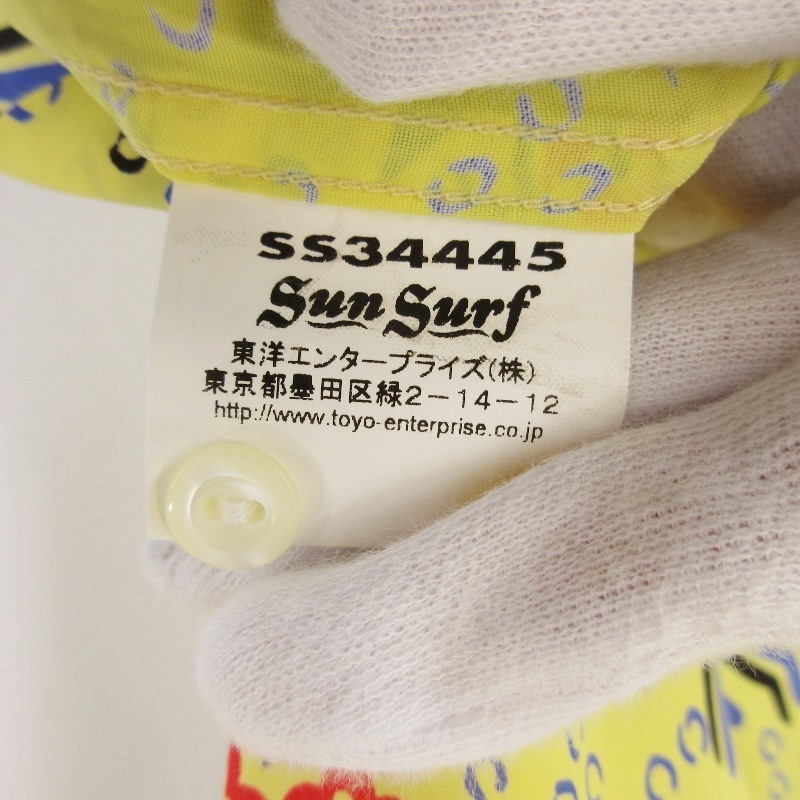 SS34445
Sun Surf
東洋エンタープライズ(株)
東京都墨田区緑2-14-12
http://www.toyo-enterprise.co.jp